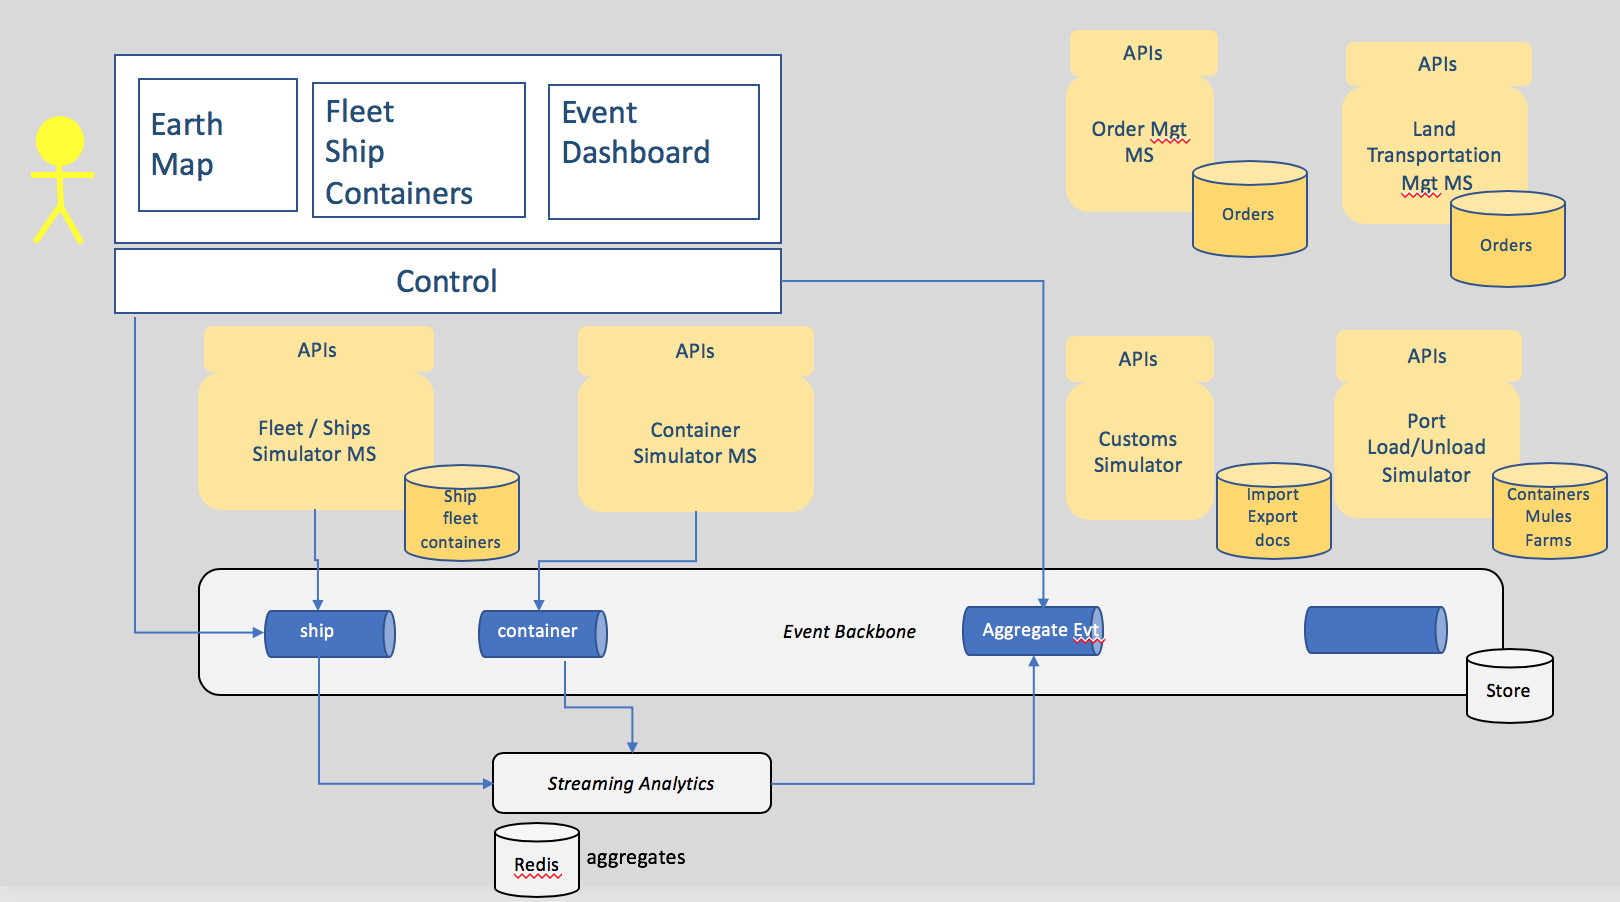 Earth
Map
Fleet
Ship
Containers
Event
Dashboard
Control
APIs
Order Mgt
MS
Orders
APIs
Land
Transportation
Mgt MS
Orders
APIs
Fleet / Ships
Simulator MS
Ship
fleet
containers
APIs
Container
Simulator MS
APIs
Customs
Simulator
Import
Export
docs
APIs
Port
Load/Unload
Simulator
Containers
Mules
Farms
ship
container
Event Backbone
Aggregate Evt
Store
Streaming Analytics
Redis
aggregates